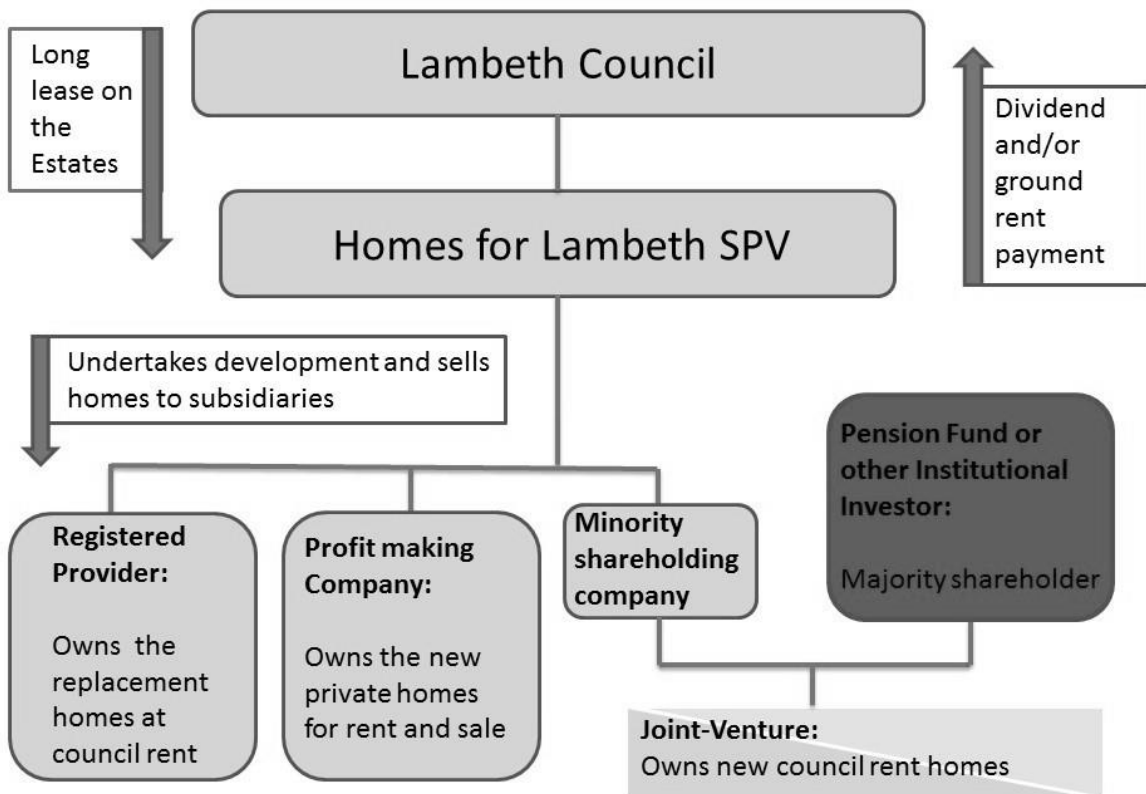 Long
lease on
the
Estates
Lambeth Council
Dividend
and/or
ground
rent
payment
Homes for Lambeth SPV
Undertakes development and sells
homes to subsidiaries
Pension Fund or
other Institutional
Investor:
Majority shareholder
Registered
Provider:
Owns the
replacement
homes at
council rent
Profit making
Company:
Owns the new
private homes
for rent and sale
Minority
shareholding
company
Joint-Venture:
Owns new council rent homes